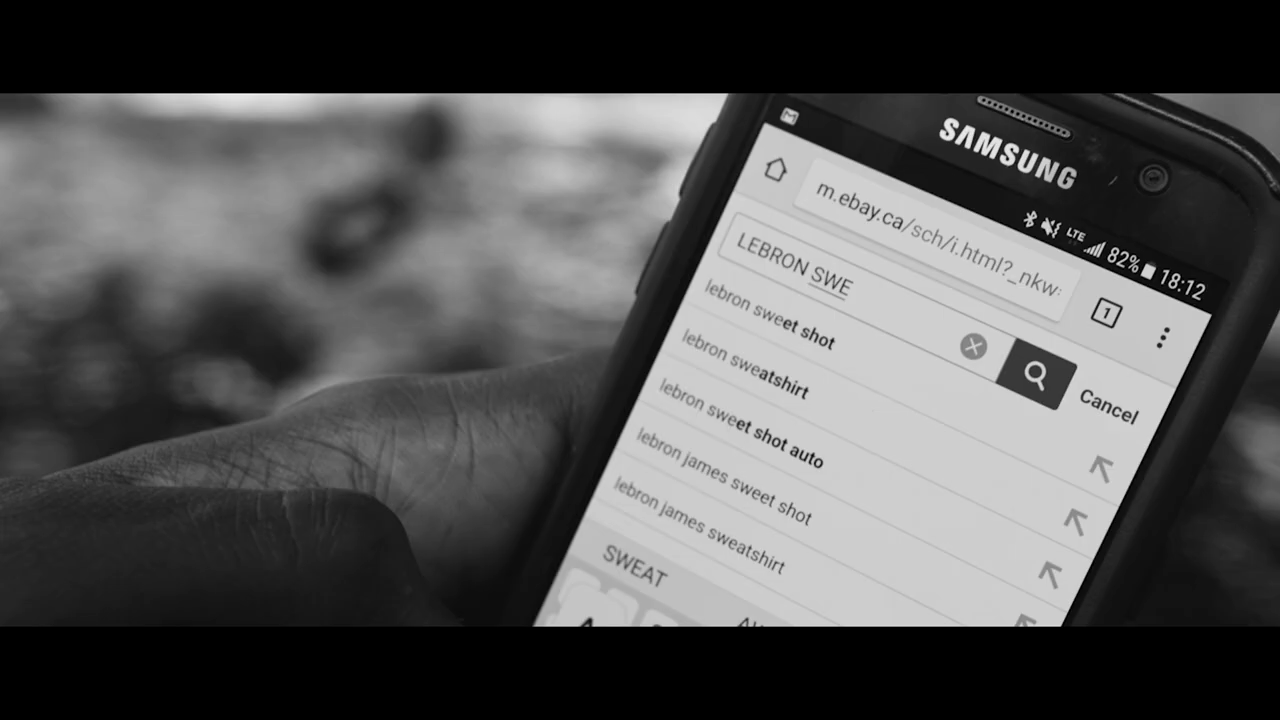 SAMSUNG
LTE 82% 18:12
m.ebay.ca/sch/i.html?_nkw=
1
LEBRON SWE
Cancel
lebron sweet shot
lebron sweatshirt
lebron sweet shot auto
lebron james sweet shot
lebron james sweatshirt
SWEAT